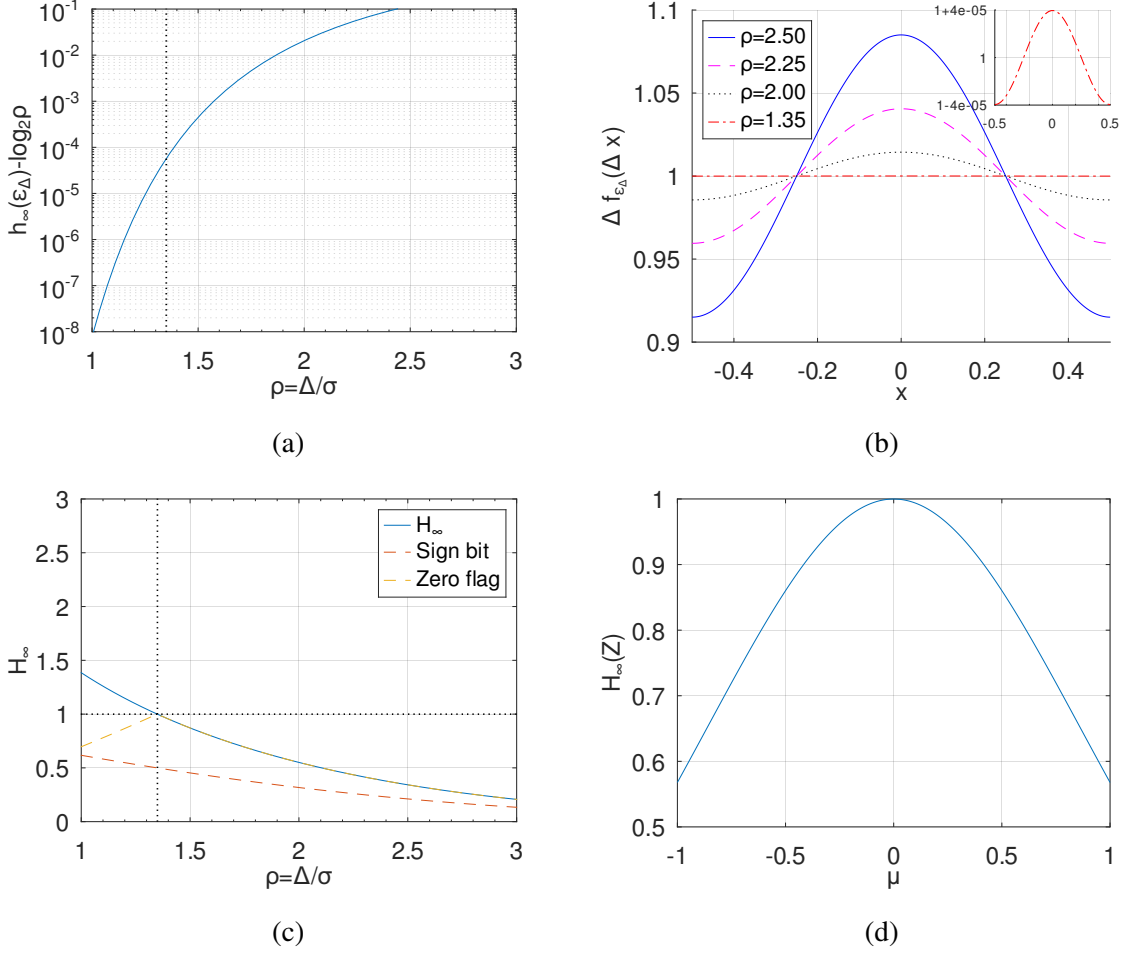 10^-1
10^-2
10^-3
10^-4
10^-5
10^-6
10^-7
10^-8
h∞(ε_Δ)-log₂ρ
1 1.5 2 2.5 3
ρ=Δ/σ
(a)
1.1
1.05
1
0.95
0.9
Δ f_ε_Δ(Δ x)
ρ=2.50
ρ=2.25
ρ=2.00
ρ=1.35
1+4e-05
1
1-4e-05
-0.5 0 0.5
-0.4 -0.2 0 0.2 0.4
x
(b)
3
2.5
2
1.5
1
0.5
0
H∞
H∞
Sign bit
Zero flag
1 1.5 2 2.5 3
ρ=Δ/σ
(c)
1
0.9
0.8
0.7
0.6
0.5
H∞(Z)
-1 -0.5 0 0.5 1
μ
(d)